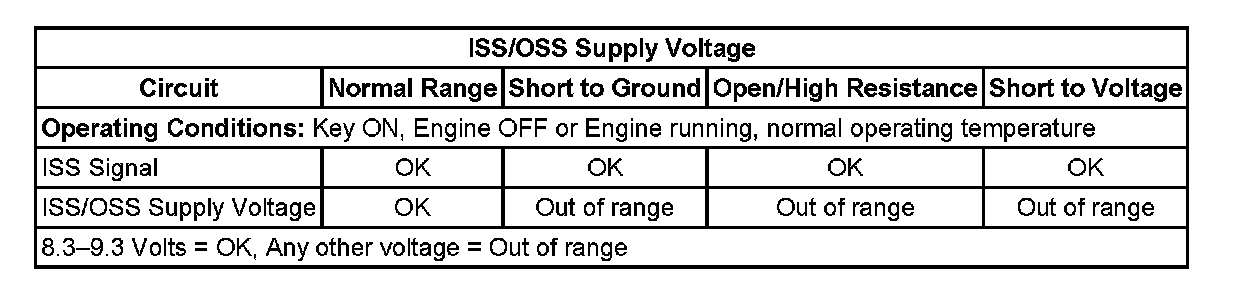 ISS/OSS Supply Voltage
Circuit Normal Range Short to Ground Open/High Resistance Short to Voltage
Operating Conditions: Key ON, Engine OFF or Engine running, normal operating temperature
ISS Signal OK OK OK OK
ISS/OSS Supply Voltage OK Out of range Out of range Out of range
8.3–9.3 Volts = OK, Any other voltage = Out of range